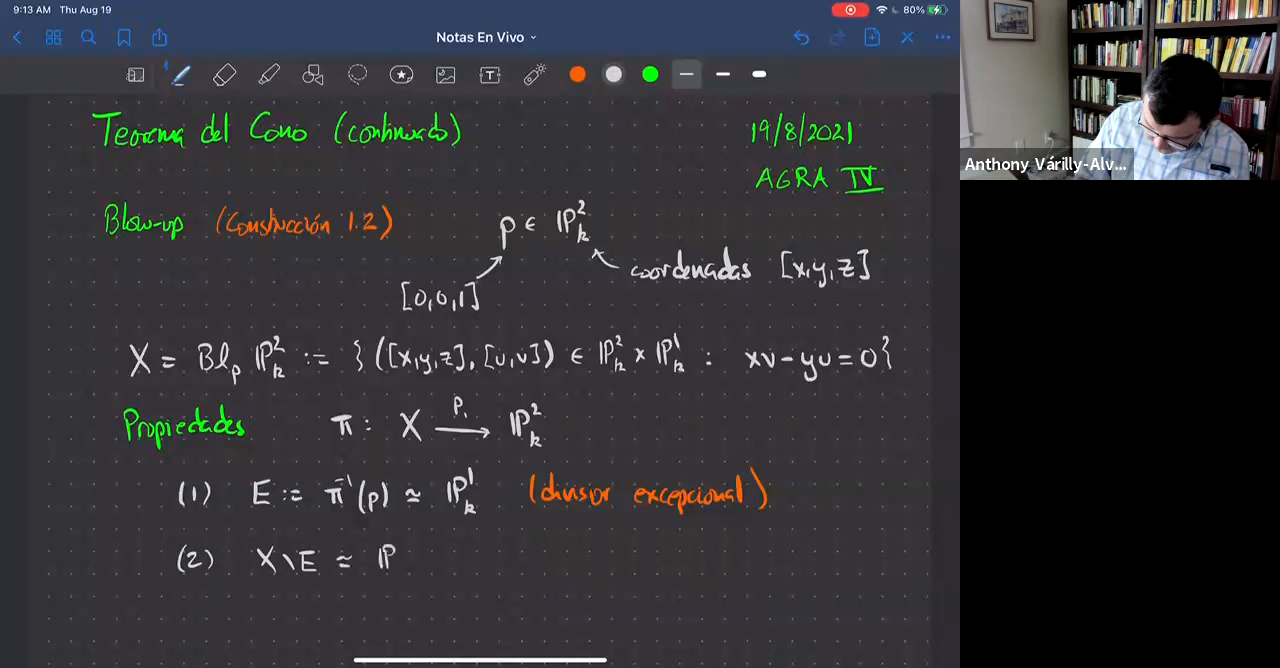 9:13 AM Thu Aug 19
80%
Notas En Vivo
Teorema del Cono (continuado)
19/8/2021
AGRA IV
Blow-up (Construcción 1.2)
p ∈ ℙ²ₖ
coordenadas [x,y,z]
[0,0,1]
X = Blₚ ℙ²ₖ := {([x,y,z], [u,v]) ∈ ℙ²ₖ × ℙ¹ₖ : xv - yu = 0}
Propiedades π : X →^{p₁} ℙ²ₖ
(1) E := π⁻¹(p) ≃ ℙ¹ₖ (divisor excepcional)
(2) X \ E ≃ ℙ
Anthony Várilly-Alv...